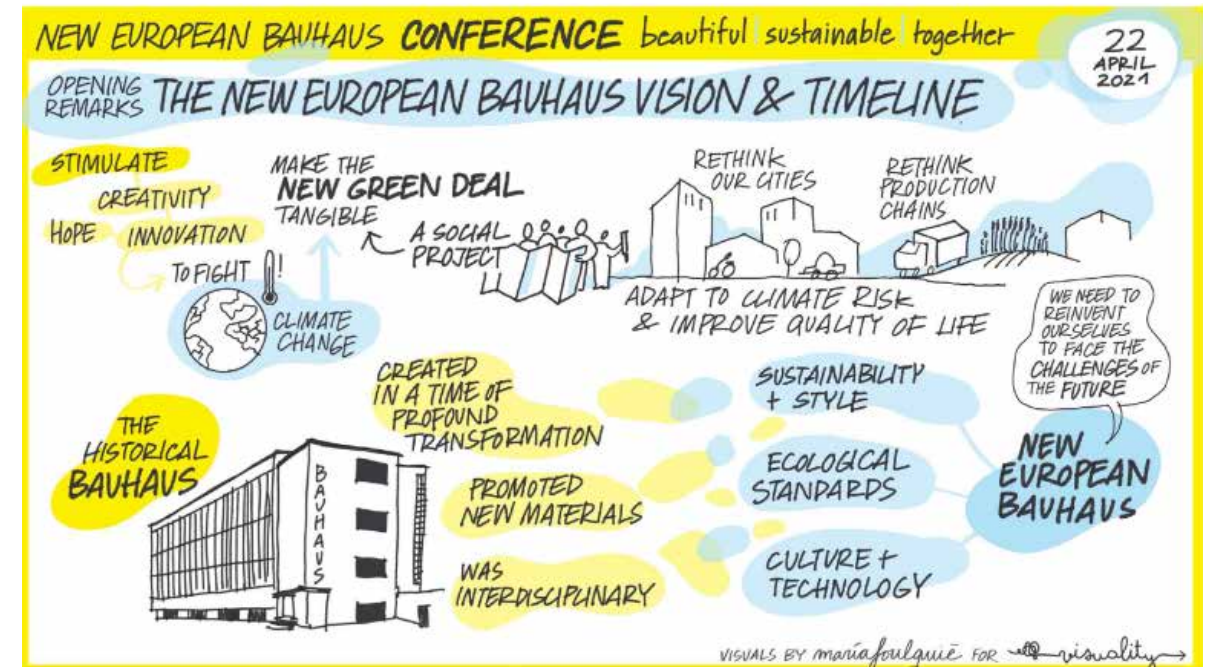 NEW EUROPEAN BAUHAUS CONFERENCE beautiful | sustainable | together
22
APRIL
2021
OPENING
REMARKS
THE NEW EUROPEAN BAUHAUS VISION & TIMELINE
STIMULATE
CREATIVITY
HOPE INNOVATION
TO FIGHT !
CLIMATE
CHANGE
MAKE THE
NEW GREEN DEAL
TANGIBLE
A SOCIAL
PROJECT
RETHINK
OUR CITIES
RETHINK
PRODUCTION
CHAINS
ADAPT TO CLIMATE RISK
& IMPROVE QUALITY OF LIFE
WE NEED TO
REINVENT
OURSELVES
TO FACE THE
CHALLENGES OF
THE FUTURE
THE
HISTORICAL
BAUHAUS
BAUHAUS
CREATED
IN A TIME OF
PROFOUND
TRANSFORMATION
PROMOTED
NEW MATERIALS
WAS
INTERDISCIPLINARY
SUSTAINABILITY
+ STYLE
ECOLOGICAL
STANDARDS
CULTURE +
TECHNOLOGY
NEW
EUROPEAN
BAUHAUS
VISUALS BY maríafoulquié FOR visuality